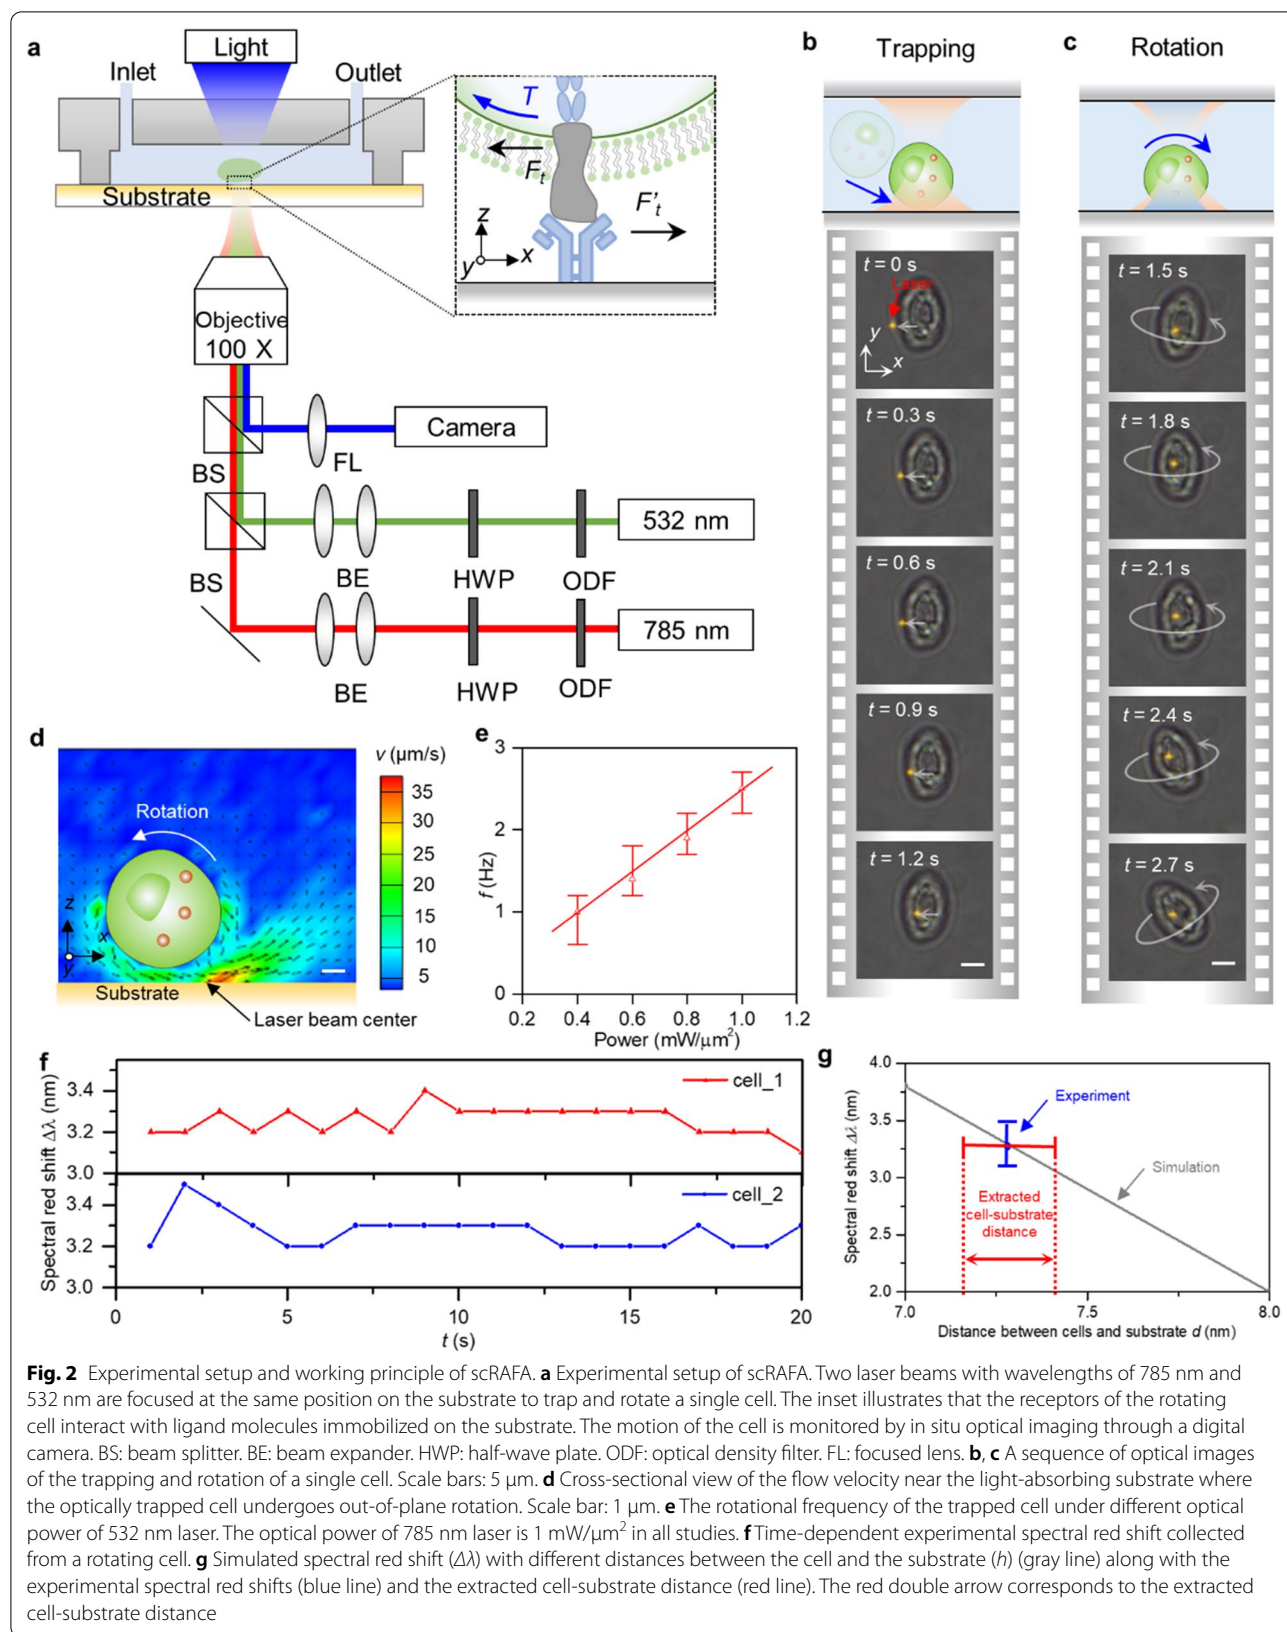 a
Light
Inlet
Outlet
Substrate
T
Fₜ
F'ₜ
z
y
x
Objective
100 X
BS
FL
Camera
BS
BE
HWP
ODF
532 nm
BE
HWP
ODF
785 nm
b
Trapping
t = 0 s
Laser
y
x
t = 0.3 s
t = 0.6 s
t = 0.9 s
t = 1.2 s
c
Rotation
t = 1.5 s
t = 1.8 s
t = 2.1 s
t = 2.4 s
t = 2.7 s
d
v (µm/s)
Rotation
z
x
y
Substrate
Laser beam center
35
30
25
20
15
10
5
e
3
2
1
0
f (Hz)
0.2 0.4 0.6 0.8 1.0 1.2
Power (mW/µm²)
f
Spectral red shift Δλ (nm)
3.4
3.2
3.0
cell_1
3.4
3.2
3.0
cell_2
0 5 10 15 20
t (s)
g
Spectral red shift Δλ (nm)
4.0
3.5
3.0
2.5
2.0
Experiment
Simulation
Extracted
cell-substrate
distance
7.0 7.5 8.0
Distance between cells and substrate d (nm)
Fig. 2 Experimental setup and working principle of scRAFA. a Experimental setup of scRAFA. Two laser beams with wavelengths of 785 nm and
532 nm are focused at the same position on the substrate to trap and rotate a single cell. The inset illustrates that the receptors of the rotating
cell interact with ligand molecules immobilized on the substrate. The motion of the cell is monitored by in situ optical imaging through a digital
camera. BS: beam splitter. BE: beam expander. HWP: half-wave plate. ODF: optical density filter. FL: focused lens. b, c A sequence of optical images
of the trapping and rotation of a single cell. Scale bars: 5 µm. d Cross-sectional view of the flow velocity near the light-absorbing substrate where
the optically trapped cell undergoes out-of-plane rotation. Scale bar: 1 µm. e The rotational frequency of the trapped cell under different optical
power of 532 nm laser. The optical power of 785 nm laser is 1 mW/µm² in all studies. f Time-dependent experimental spectral red shift collected
from a rotating cell. g Simulated spectral red shift (Δλ) with different distances between the cell and the substrate (h) (gray line) along with the
experimental spectral red shifts (blue line) and the extracted cell-substrate distance (red line). The red double arrow corresponds to the extracted
cell-substrate distance